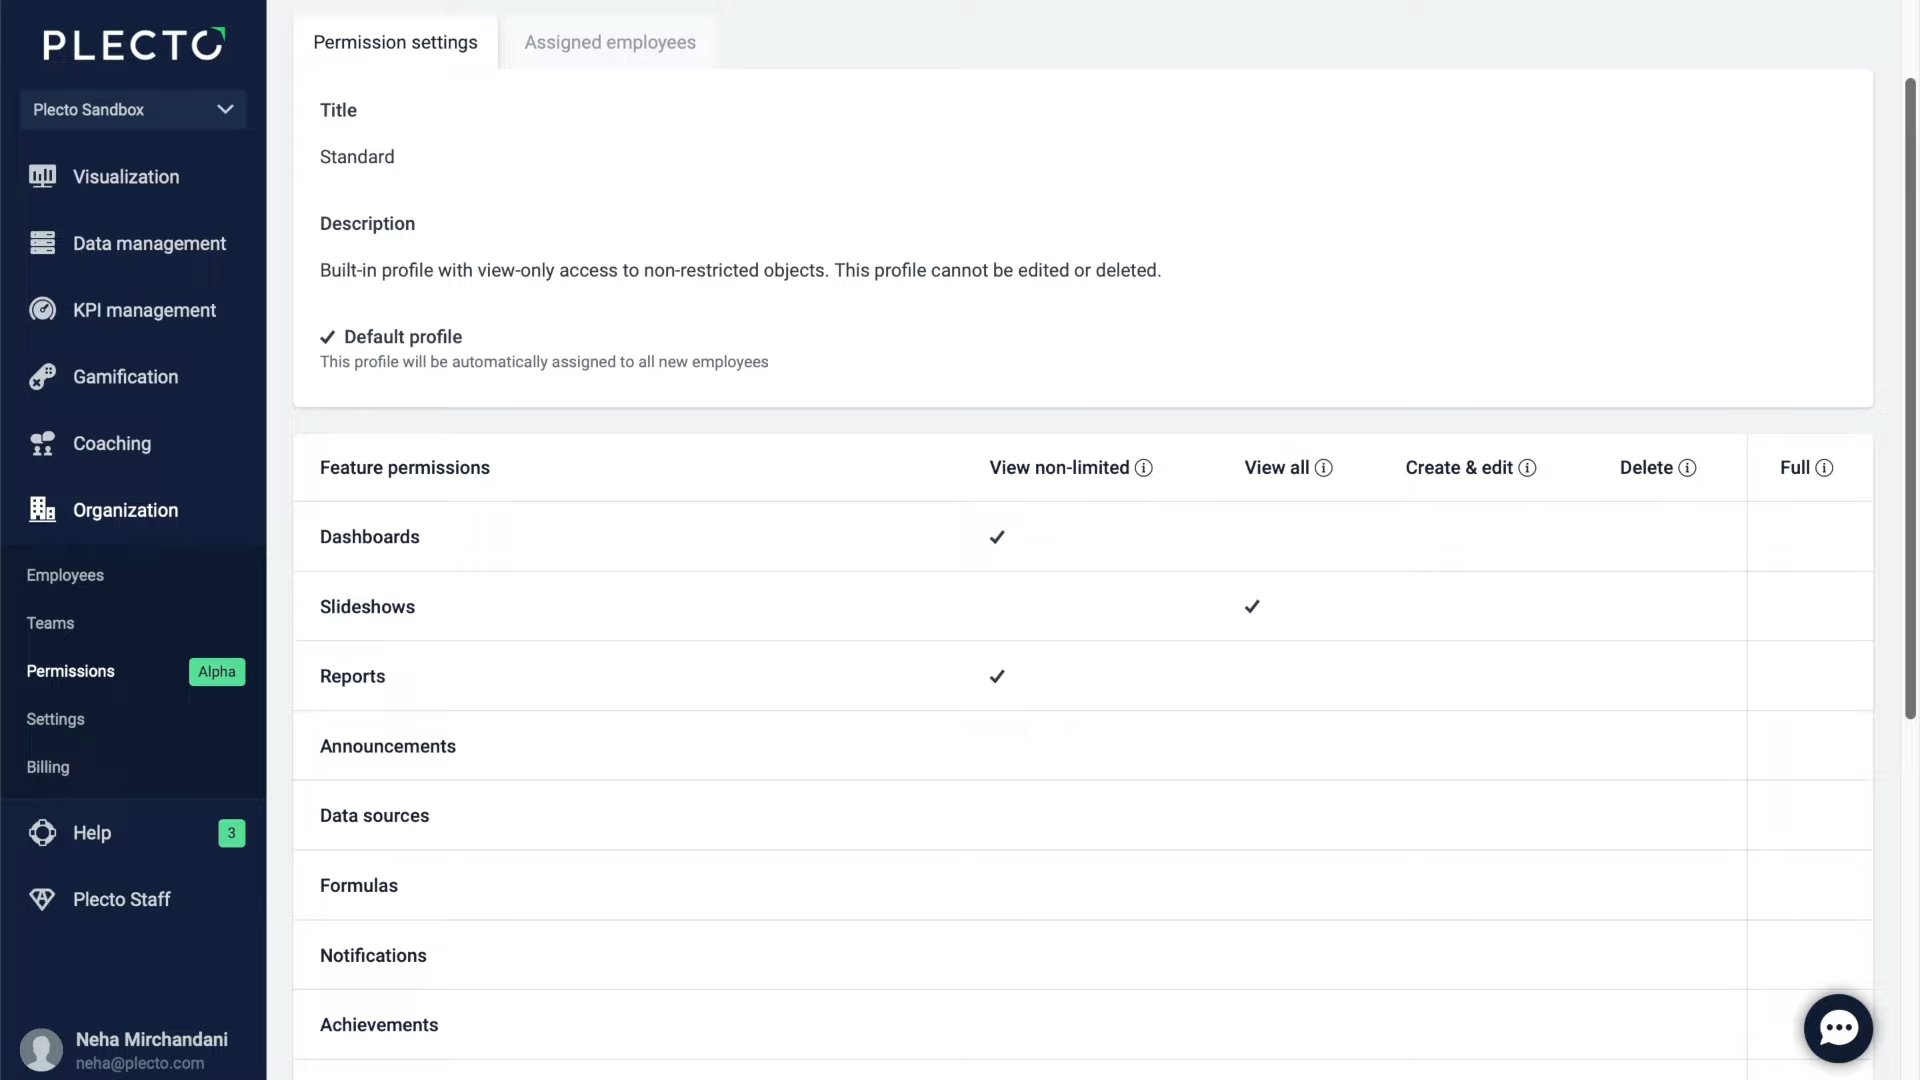 PLECTO
Plecto Sandbox
Visualization
Data management
KPI management
Gamification
Coaching
Organization
Employees
Teams
Permissions
Alpha
Settings
Billing
Help
3
Plecto Staff
Neha Mirchandani
neha@plecto.com
Permission settings
Assigned employees
Title
Standard
Description
Built-in profile with view-only access to non-restricted objects. This profile cannot be edited or deleted.
Default profile
This profile will be automatically assigned to all new employees
Feature permissions View non-limited View all Create & edit Delete Full
Dashboards
Slideshows
Reports
Announcements
Data sources
Formulas
Notifications
Achievements